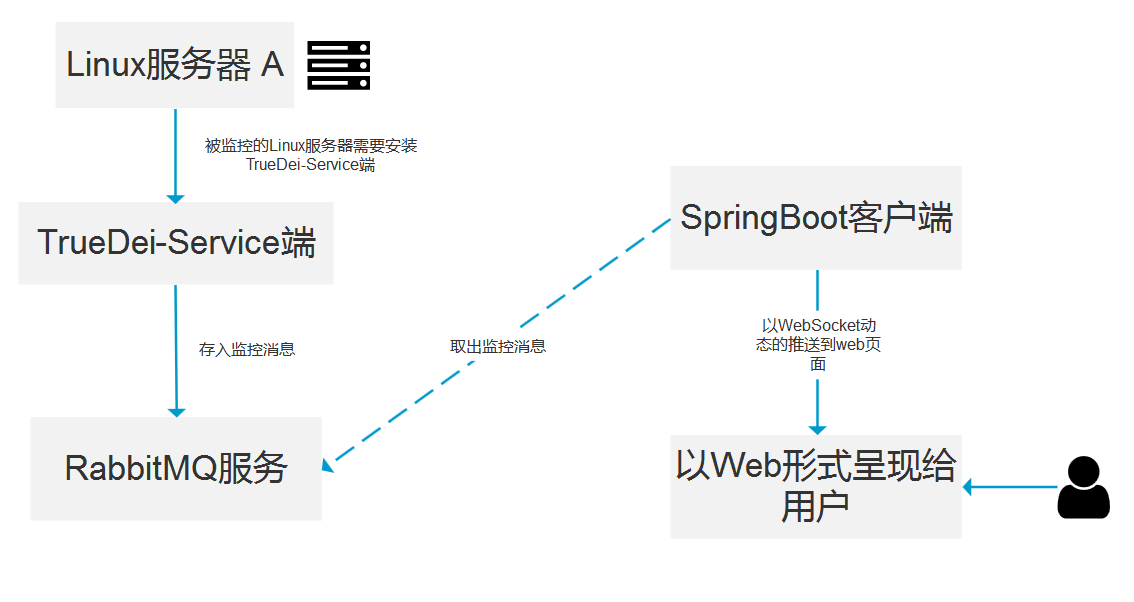 Linux服务器 A
被监控的Linux服务器需要安装
TrueDei-Service端
TrueDei-Service端
存入监控消息
RabbitMQ服务
取出监控消息
SpringBoot客户端
以WebSocket动
态的推送到web页
面
以Web形式呈现给
用户